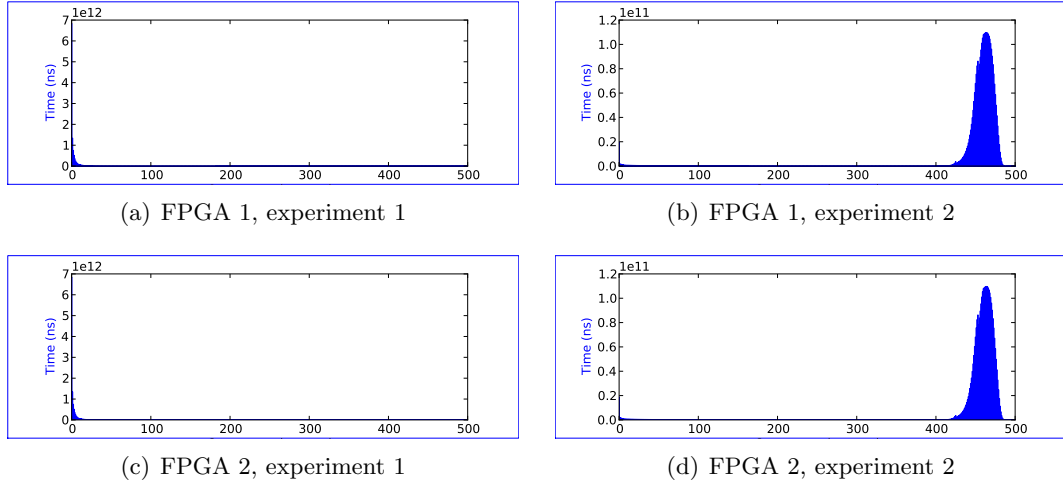 1e12
7
6
5
4
3
2
1
0
Time (ns)
0 100 200 300 400 500
(a) FPGA 1, experiment 1
1e11
1.2
1.0
0.8
0.6
0.4
0.2
0.0
Time (ns)
0 100 200 300 400 500
(b) FPGA 1, experiment 2
1e12
7
6
5
4
3
2
1
0
Time (ns)
0 100 200 300 400 500
(c) FPGA 2, experiment 1
1e11
1.2
1.0
0.8
0.6
0.4
0.2
0.0
Time (ns)
0 100 200 300 400 500
(d) FPGA 2, experiment 2